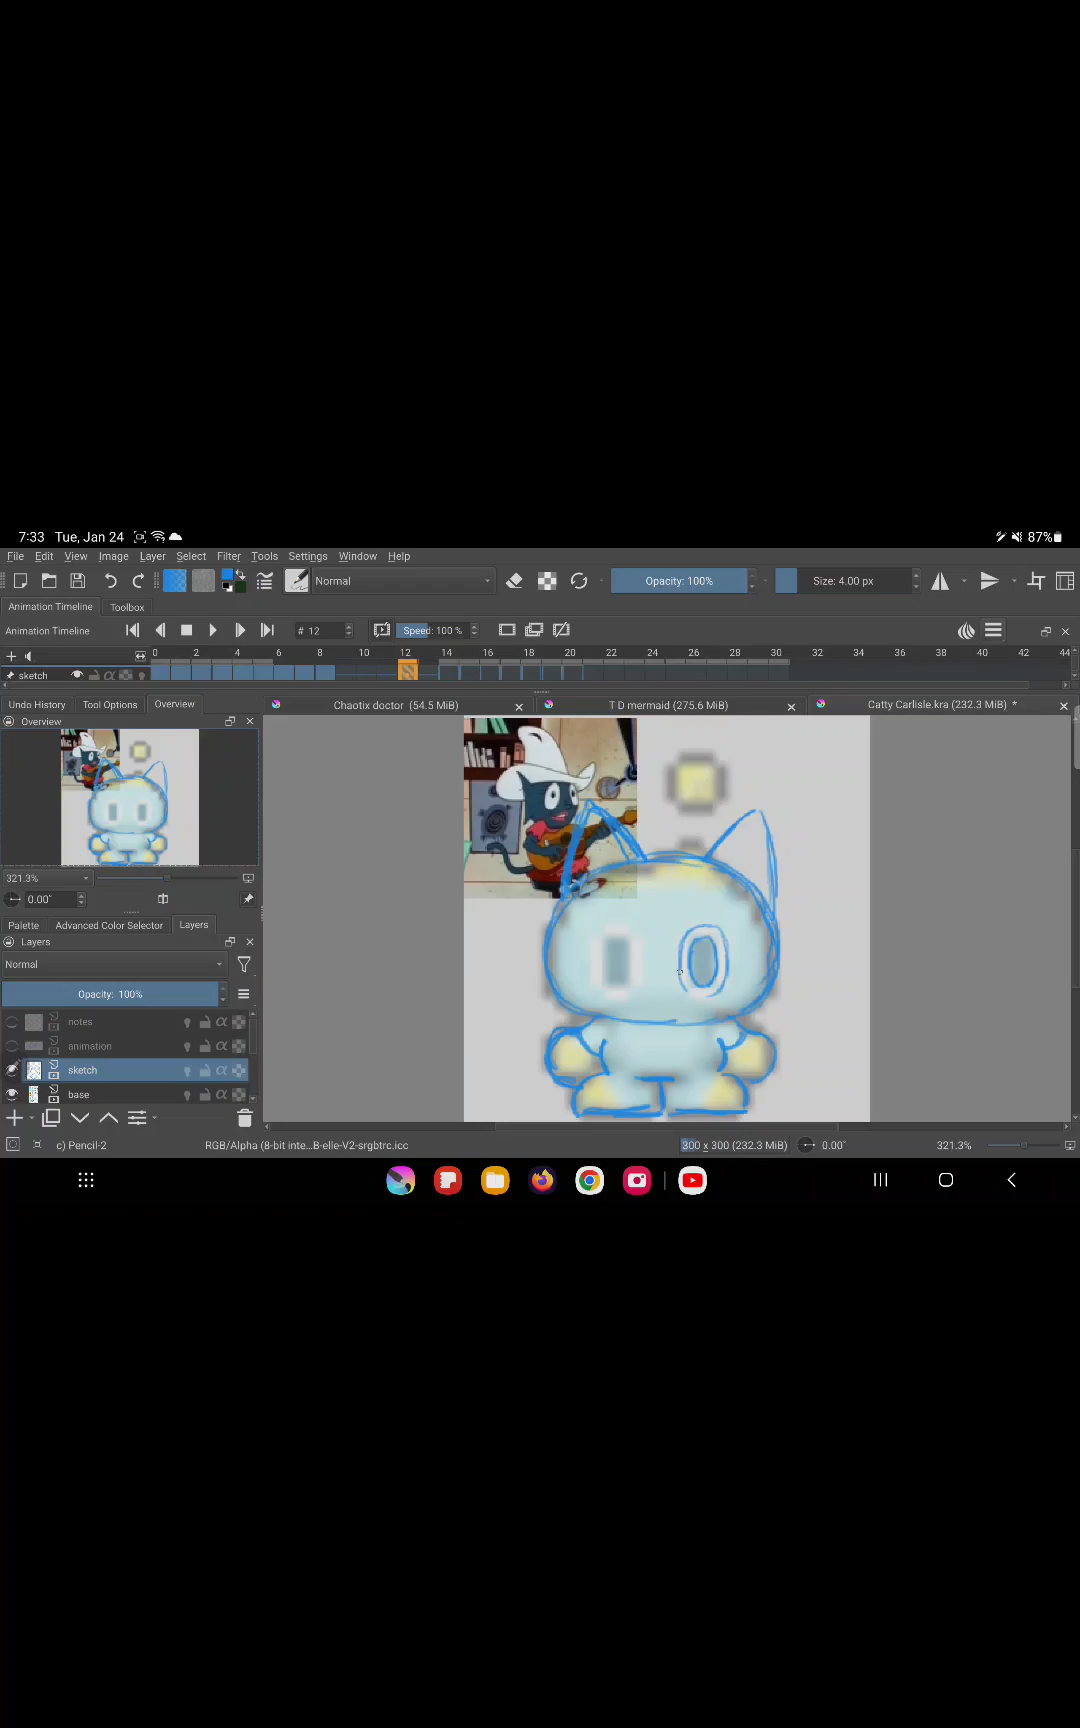 7:33 Tue, Jan 24 87%
File Edit View Image Layer Select Filter Tools Settings Window Help
Normal Opacity: 100% Size: 4.00 px
Animation Timeline Toolbox
Animation Timeline # 12 Speed: 100 %
0 2 4 6 8 10 12 14 16 18 20 22 24 26 28 30 32 34 36 38 40 42 44
sketch
Undo History Tool Options Overview Chaotix doctor (54.5 MiB) T D mermaid (275.6 MiB) Catty Carlisle.kra (232.3 MiB) *
Overview
321.3%
0.00°
Palette Advanced Color Selector Layers
Layers
Normal
Opacity: 100%
notes
animation
sketch
base
c) Pencil-2 RGB/Alpha (8-bit inte...B-elle-V2-srgbtrc.icc 300 x 300 (232.3 MiB) 0.00° 321.3%